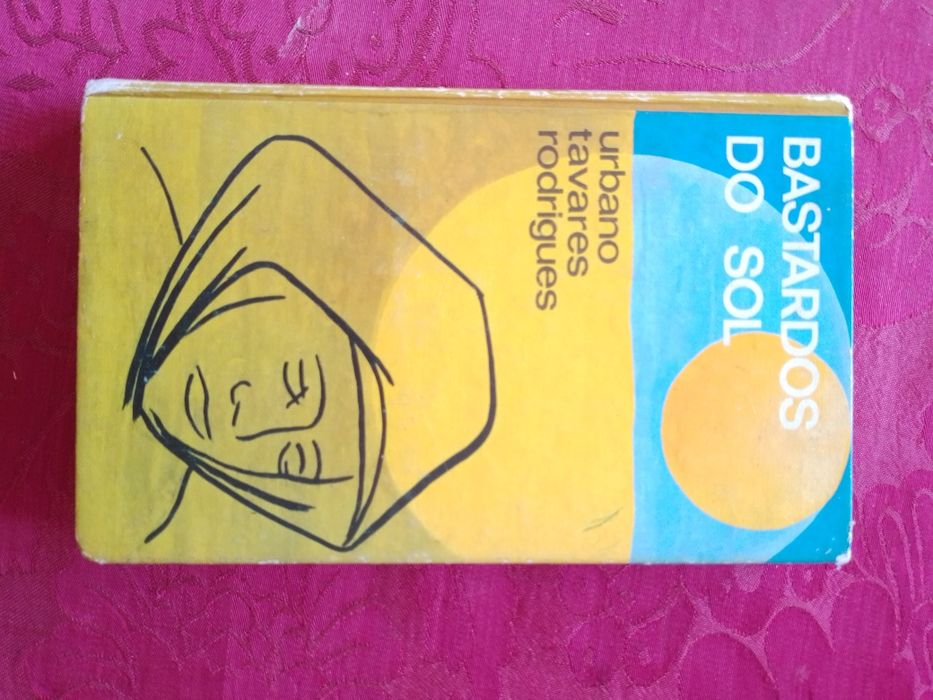 BASTARDOS
DO SOL
urbano
tavares
rodrigues